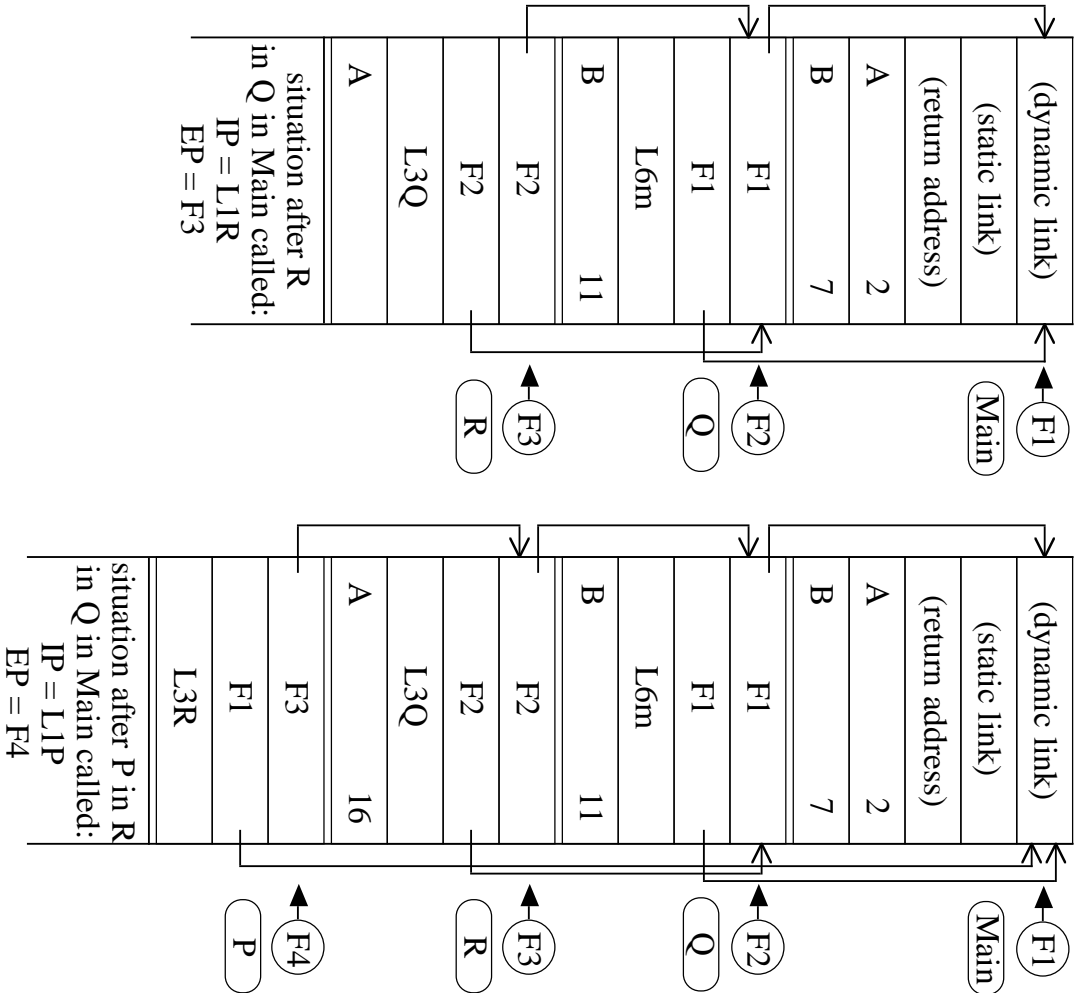 (dynamic link)
(static link)
(return address)
A 2
B 7
F1
F1
L6m
B 11
F2
F2
L3Q
A
situation after R
in Q in Main called:
IP = L1R
EP = F3
F1
Main
F2
Q
F3
R
(dynamic link)
(static link)
(return address)
A 2
B 7
F1
F1
L6m
B 11
F2
F2
L3Q
A 16
F3
F1
L3R
situation after P in R
in Q in Main called:
IP = L1P
EP = F4
F1
Main
F2
Q
F3
R
F4
P